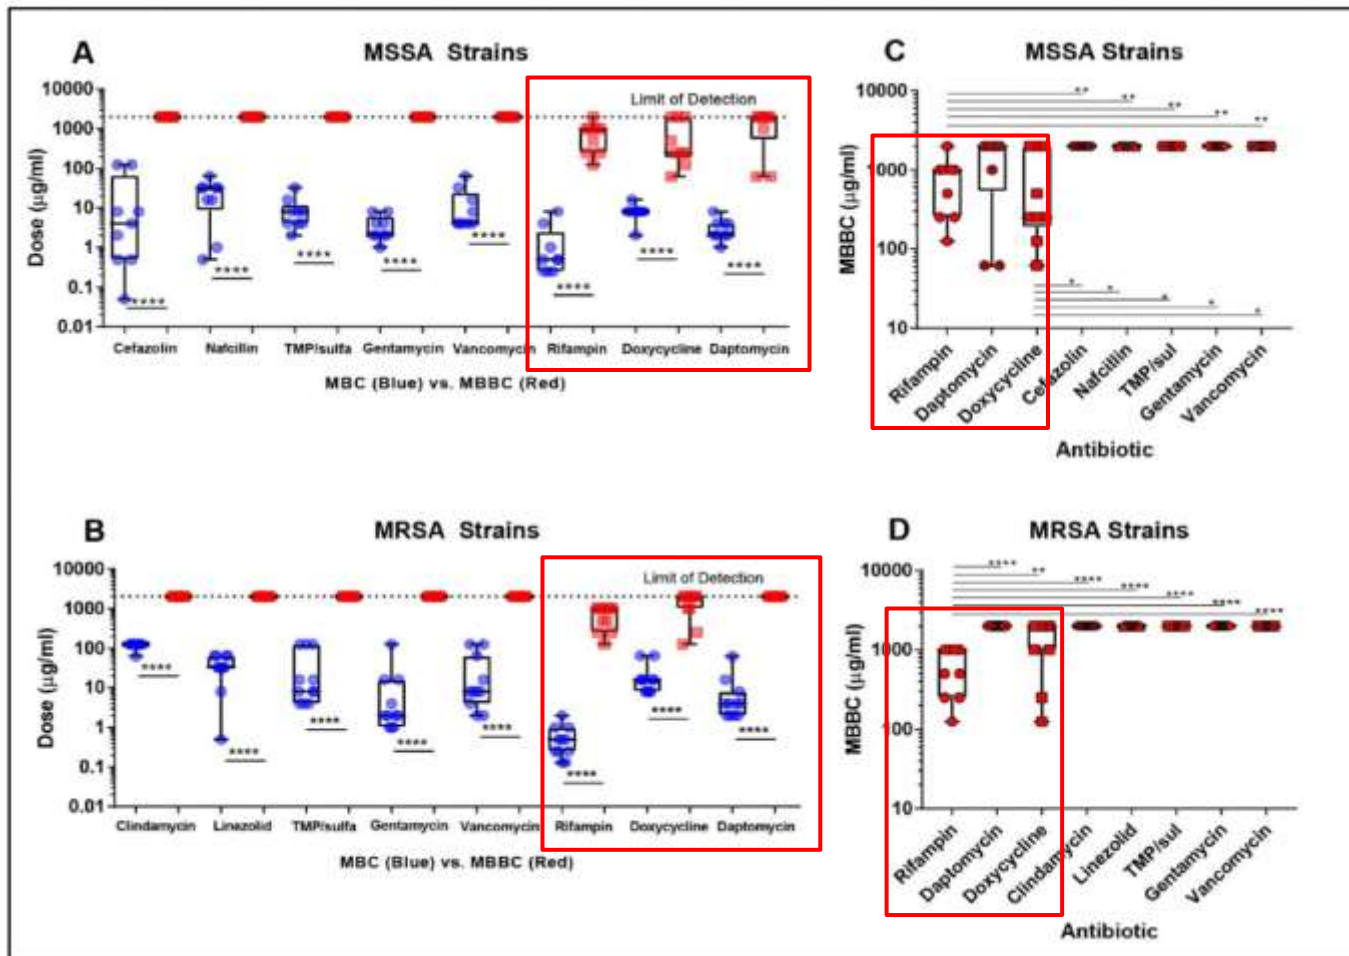 A
MSSA Strains
10000
1000
100
10
1
0.1
0.01
Dose (µg/ml)
Limit of Detection
****
****
****
****
****
****
****
****
Cefazolin Nafcillin TMP/sulfa Gentamycin Vancomycin Rifampin Doxycycline Daptomycin
MBC (Blue) vs. MBBC (Red)
C
MSSA Strains
10000
1000
100
10
MBBC (µg/ml)
**
**
**
**
**
*
*
*
*
*
Rifampin
Daptomycin
Doxycycline
Cefazolin
Nafcillin
TMP/sul
Gentamycin
Vancomycin
Antibiotic
B
MRSA Strains
10000
1000
100
10
1
0.1
0.01
Dose (µg/ml)
Limit of Detection
****
****
****
****
****
****
****
****
Clindamycin Linezolid TMP/sulfa Gentamycin Vancomycin Rifampin Doxycycline Daptomycin
MBC (Blue) vs. MBBC (Red)
D
MRSA Strains
10000
1000
100
10
MBBC (µg/ml)
****
**
****
****
****
****
****
Rifampin
Daptomycin
Doxycycline
Clindamycin
Linezolid
TMP/sul
Gentamycin
Vancomycin
Antibiotic